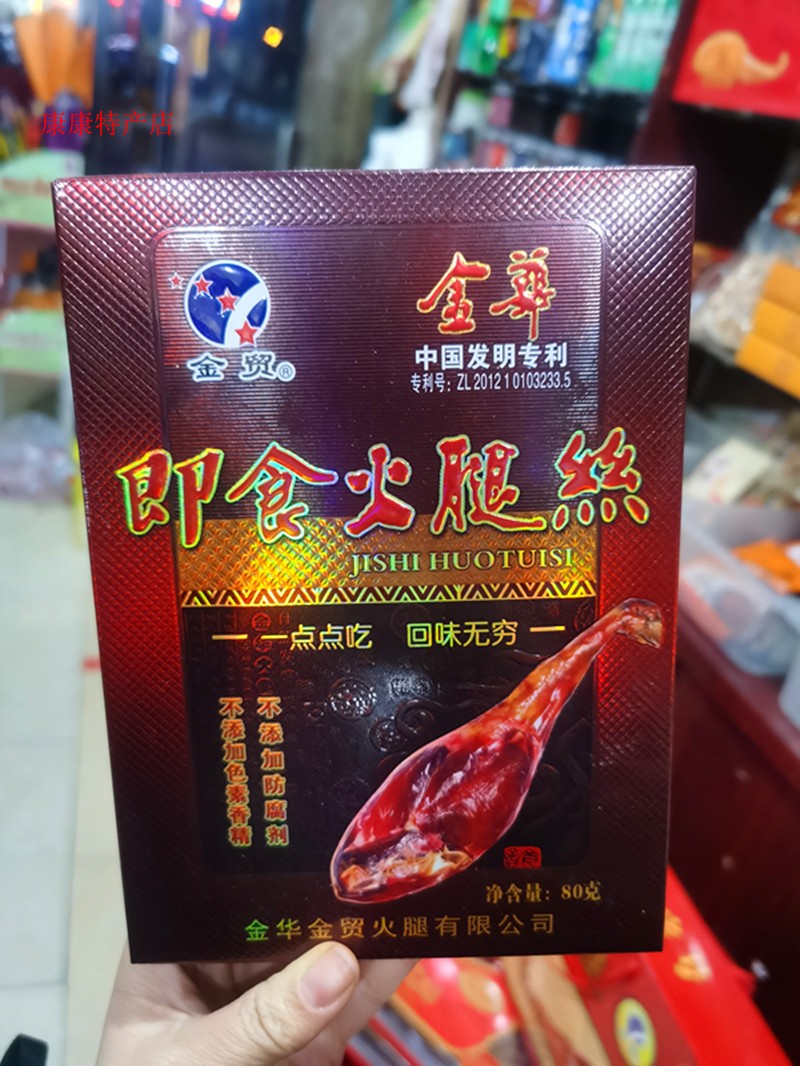 康康特产店
金贸®
金華
中国发明专利
专利号：ZL 2012 1 0103233.5
即食火腿絲
JISHI HUOTUISI
一点点吃 回味无穷
不添加防腐剂
不添加色素香精
净含量：80克
金华金贸火腿有限公司